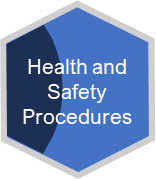 Health and
Safety
Procedures